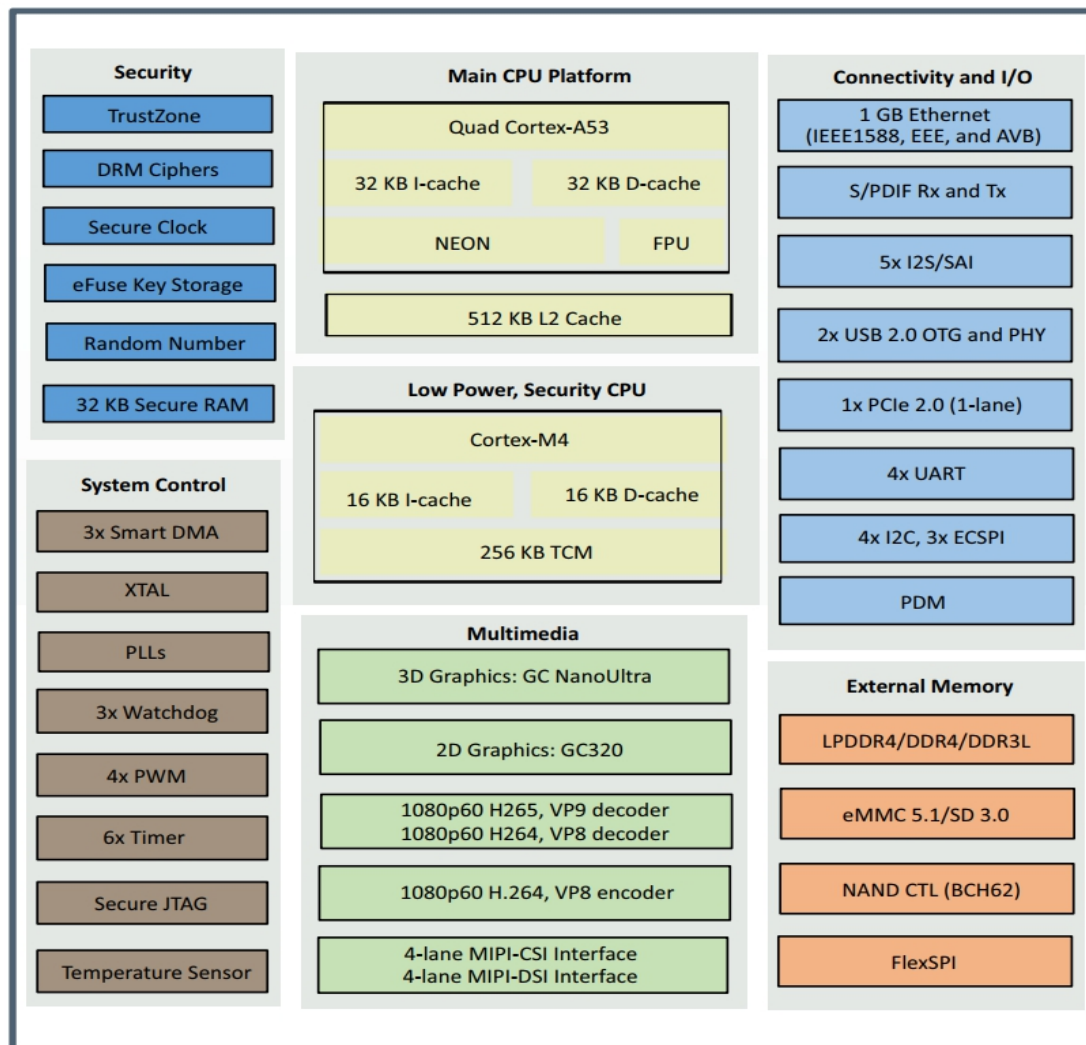 Security
TrustZone
DRM Ciphers
Secure Clock
eFuse Key Storage
Random Number
32 KB Secure RAM
System Control
3x Smart DMA
XTAL
PLLs
3x Watchdog
4x PWM
6x Timer
Secure JTAG
Temperature Sensor
Main CPU Platform
Quad Cortex-A53
32 KB I-cache
32 KB D-cache
NEON
FPU
512 KB L2 Cache
Low Power, Security CPU
Cortex-M4
16 KB I-cache
16 KB D-cache
256 KB TCM
Multimedia
3D Graphics: GC NanoUltra
2D Graphics: GC320
1080p60 H265, VP9 decoder
1080p60 H264, VP8 decoder
1080p60 H.264, VP8 encoder
4-lane MIPI-CSI Interface
4-lane MIPI-DSI Interface
Connectivity and I/O
1 GB Ethernet
(IEEE1588, EEE, and AVB)
S/PDIF Rx and Tx
5x I2S/SAI
2x USB 2.0 OTG and PHY
1x PCIe 2.0 (1-lane)
4x UART
4x I2C, 3x ECSPI
PDM
External Memory
LPDDR4/DDR4/DDR3L
eMMC 5.1/SD 3.0
NAND CTL (BCH62)
FlexSPI